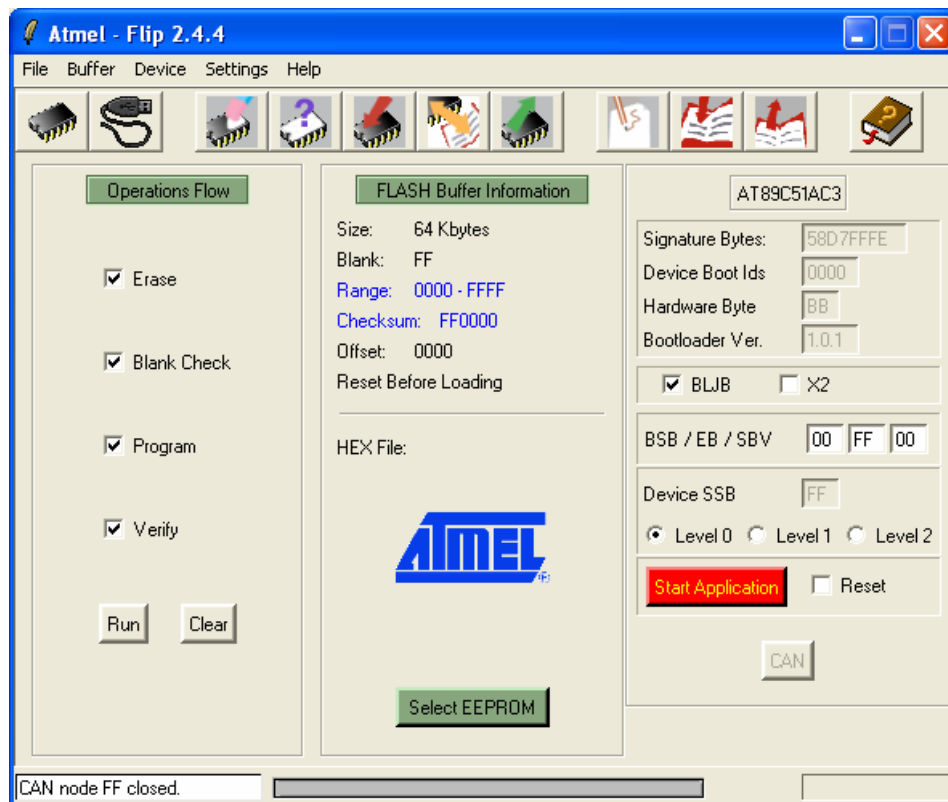 Atmel - Flip 2.4.4
File Buffer Device Settings Help
Operations Flow
Erase
Blank Check
Program
Verify
Run Clear
FLASH Buffer Information
Size: 64 Kbytes
Blank: FF
Range: 0000 - FFFF
Checksum: FF0000
Offset: 0000
Reset Before Loading
HEX File:
ATMEL
Select EEPROM
AT89C51AC3
Signature Bytes: 58D7FFFE
Device Boot Ids 0000
Hardware Byte BB
Bootloader Ver. 1.0.1
BLJB X2
BSB / EB / SBV 00 FF 00
Device SSB FF
Level 0 Level 1 Level 2
Start Application Reset
CAN
CAN node FF closed.